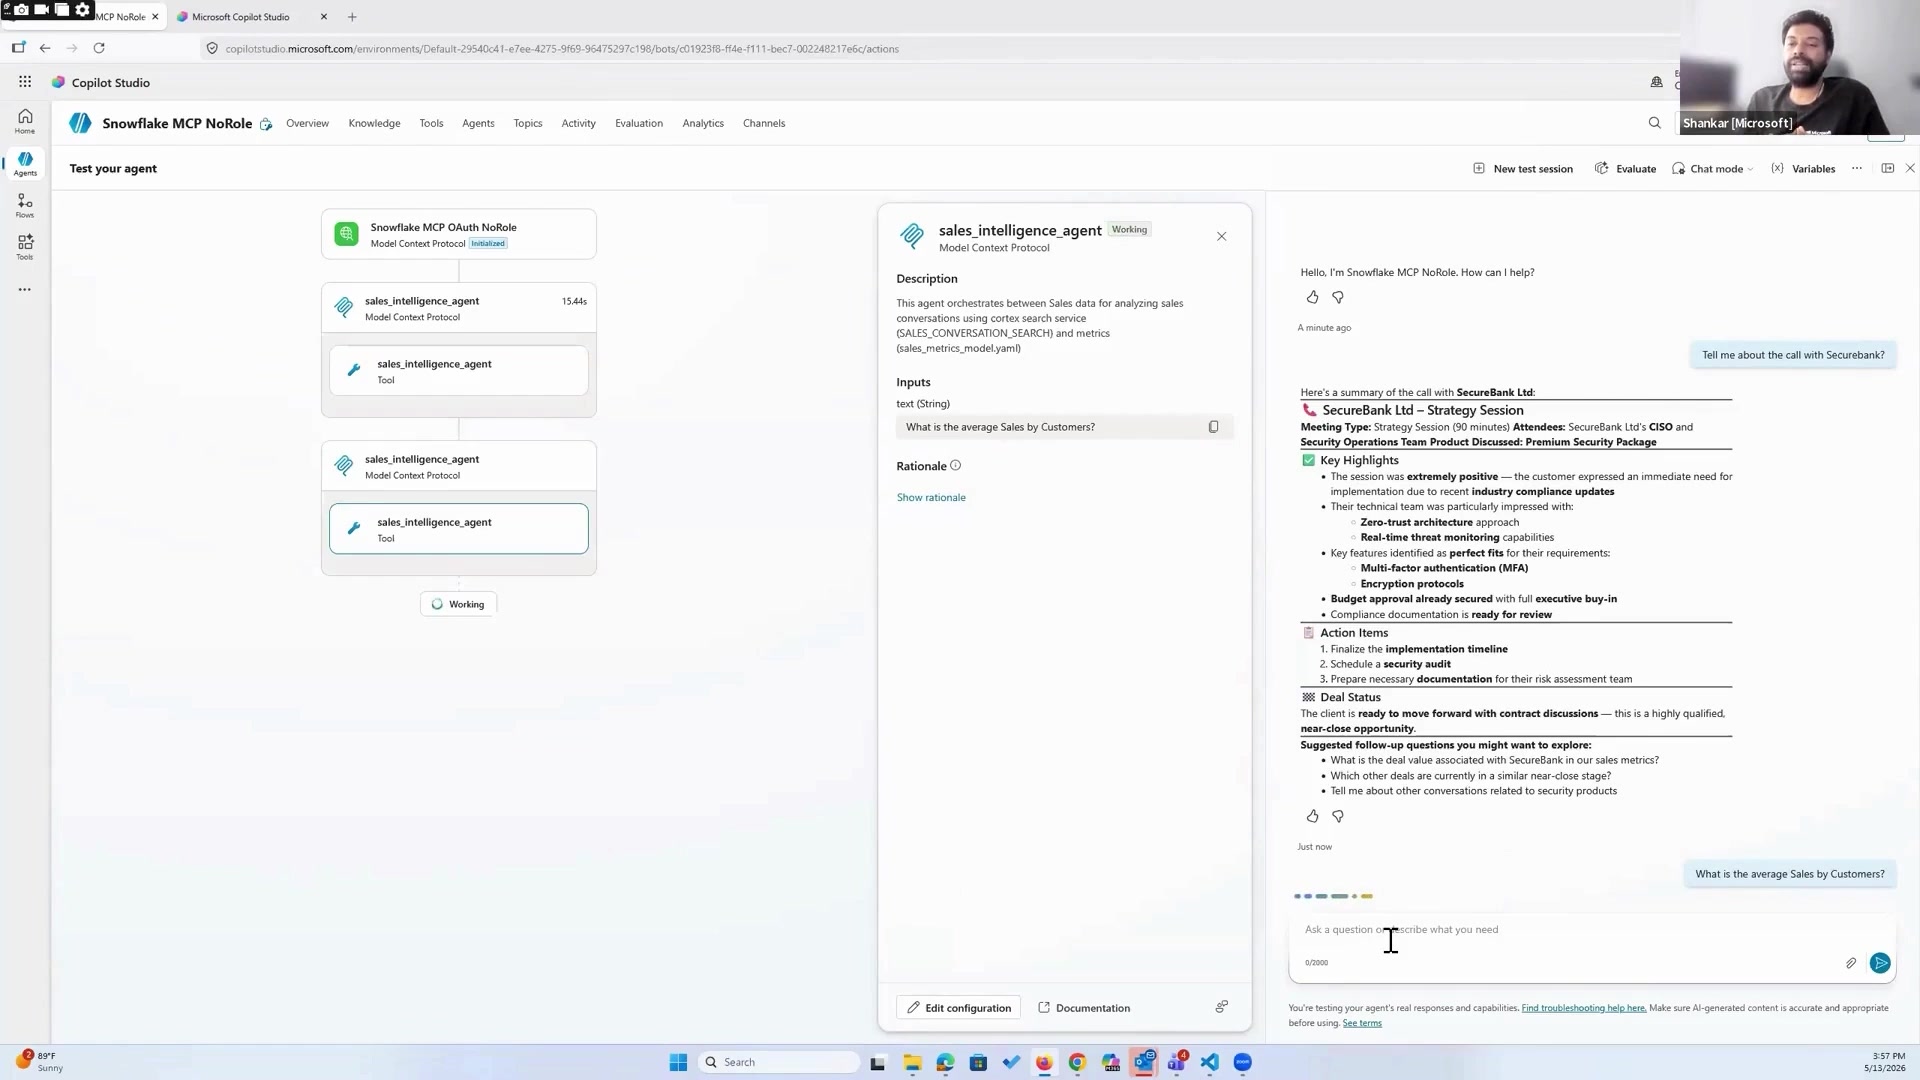 MCP NoRole
Microsoft Copilot Studio
copilotstudio.microsoft.com/environments/Default-29540c41-e7ee-4275-9f69-96475297c198/bots/c01923f8-ff4e-f111-bec7-002248217e6c/actions
Copilot Studio
Shankar [Microsoft]
Home
Agents
Flows
Tools
Snowflake MCP NoRole
Overview
Knowledge
Tools
Agents
Topics
Activity
Evaluation
Analytics
Channels
Test your agent
New test session
Evaluate
Chat mode
Variables
Snowflake MCP OAuth NoRole
Model Context Protocol Initialized
sales_intelligence_agent 15.44s
Model Context Protocol
sales_intelligence_agent
Tool
sales_intelligence_agent
Model Context Protocol
sales_intelligence_agent
Tool
Working
sales_intelligence_agent Working
Model Context Protocol
Description
This agent orchestrates between Sales data for analyzing sales
conversations using cortex search service
(SALES_CONVERSATION_SEARCH) and metrics
(sales_metrics_model.yaml)
Inputs
text (String)
What is the average Sales by Customers?
Rationale
Show rationale
Edit configuration
Documentation
Hello, I'm Snowflake MCP NoRole. How can I help?
A minute ago
Tell me about the call with Securebank?
Here's a summary of the call with SecureBank Ltd:
📞 SecureBank Ltd – Strategy Session
Meeting Type: Strategy Session (90 minutes) Attendees: SecureBank Ltd's CISO and
Security Operations Team Product Discussed: Premium Security Package
✅ Key Highlights
• The session was extremely positive — the customer expressed an immediate need for
implementation due to recent industry compliance updates
• Their technical team was particularly impressed with:
○ Zero-trust architecture approach
○ Real-time threat monitoring capabilities
• Key features identified as perfect fits for their requirements:
○ Multi-factor authentication (MFA)
○ Encryption protocols
• Budget approval already secured with full executive buy-in
• Compliance documentation is ready for review
📋 Action Items
1. Finalize the implementation timeline
2. Schedule a security audit
3. Prepare necessary documentation for their risk assessment team
🏁 Deal Status
The client is ready to move forward with contract discussions — this is a highly qualified,
near-close opportunity.
Suggested follow-up questions you might want to explore:
• What is the deal value associated with SecureBank in our sales metrics?
• Which other deals are currently in a similar near-close stage?
• Tell me about other conversations related to security products
Just now
What is the average Sales by Customers?
Ask a question or describe what you need
0/2000
You're testing your agent's real responses and capabilities. Find troubleshooting help here. Make sure AI-generated content is accurate and appropriate
before using. See terms
2
89°F
Sunny
Search
4
zoom
3:57 PM
5/13/2026